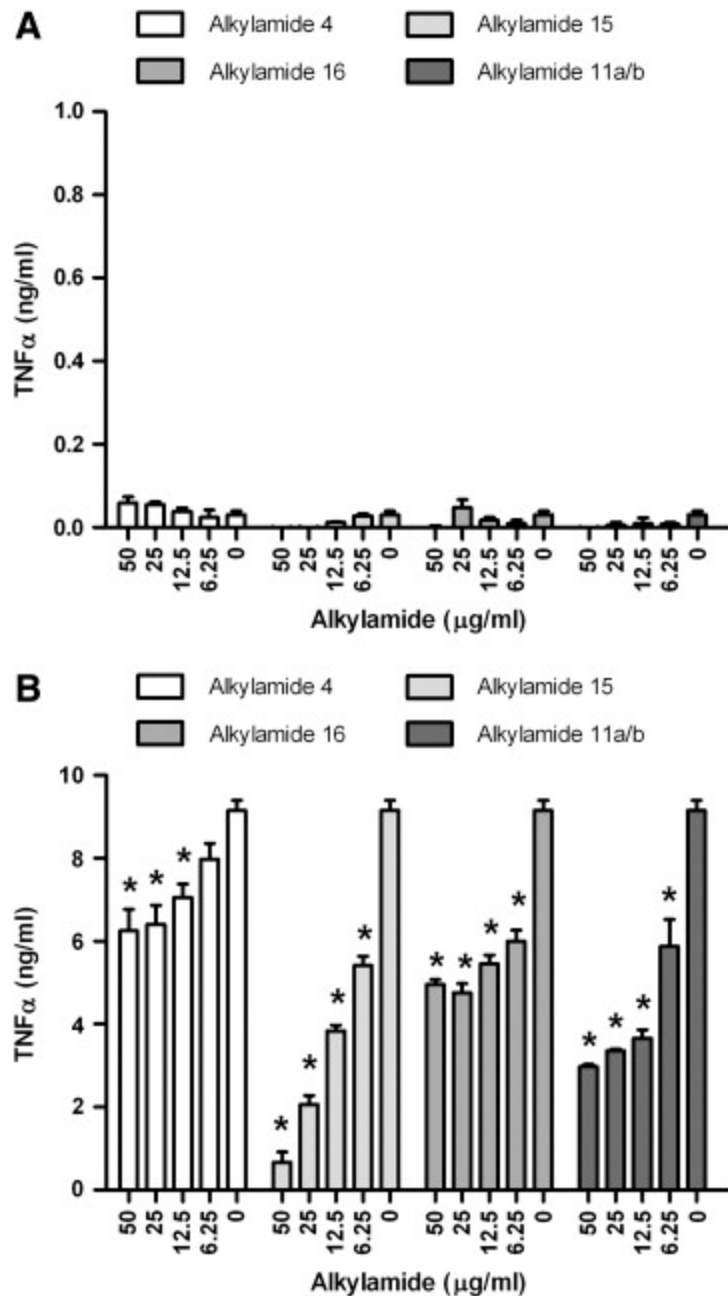 A
Alkylamide 4 Alkylamide 15
Alkylamide 16 Alkylamide 11a/b
1.0
0.8
0.6
0.4
0.2
0.0
TNFα (ng/ml)
50 25 12.5 6.25 0 50 25 12.5 6.25 0 50 25 12.5 6.25 0 50 25 12.5 6.25 0
Alkylamide (μg/ml)
B
Alkylamide 4 Alkylamide 15
Alkylamide 16 Alkylamide 11a/b
10
8
6
4
2
0
TNFα (ng/ml)
* * * * * * * * * * * * * * *
50 25 12.5 6.25 0 50 25 12.5 6.25 0 50 25 12.5 6.25 0 50 25 12.5 6.25 0
Alkylamide (μg/ml)